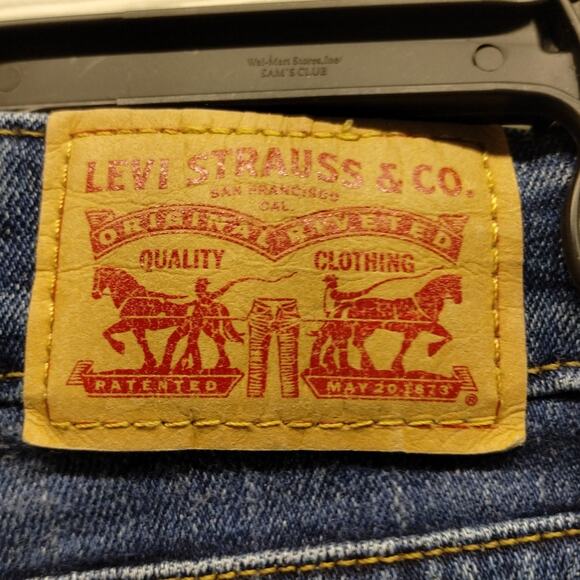 Wal-Mart Stores, Inc
SAM'S CLUB
LEVI STRAUSS & CO.
SAN FRANCISCO
CAL.
ORIGINAL RIVETED
QUALITY CLOTHING
PATENTED MAY 20, 1873
®